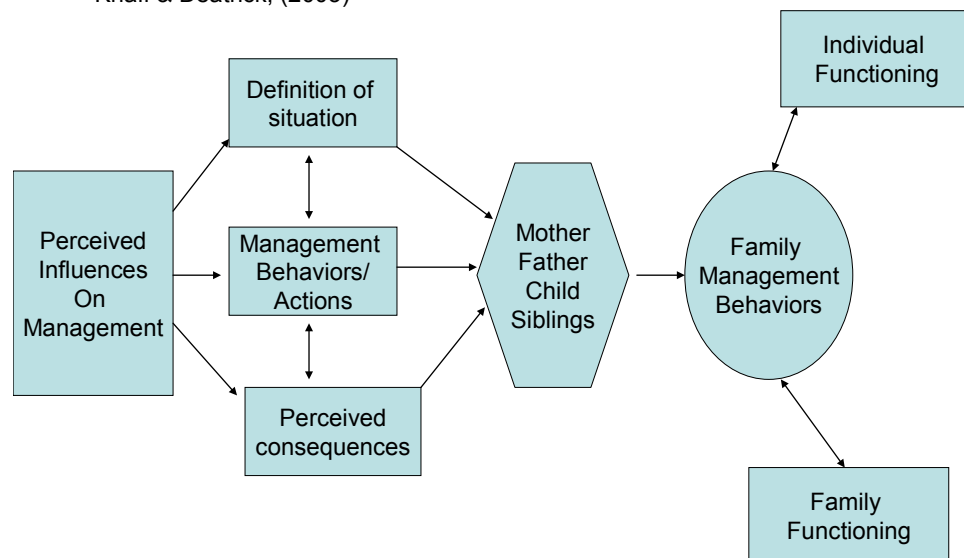 Individual
Functioning
Definition of
situation
Perceived
Influences
On
Management
Management
Behaviors/
Actions
Mother
Father
Child
Siblings
Family
Management
Behaviors
Perceived
consequences
Family
Functioning